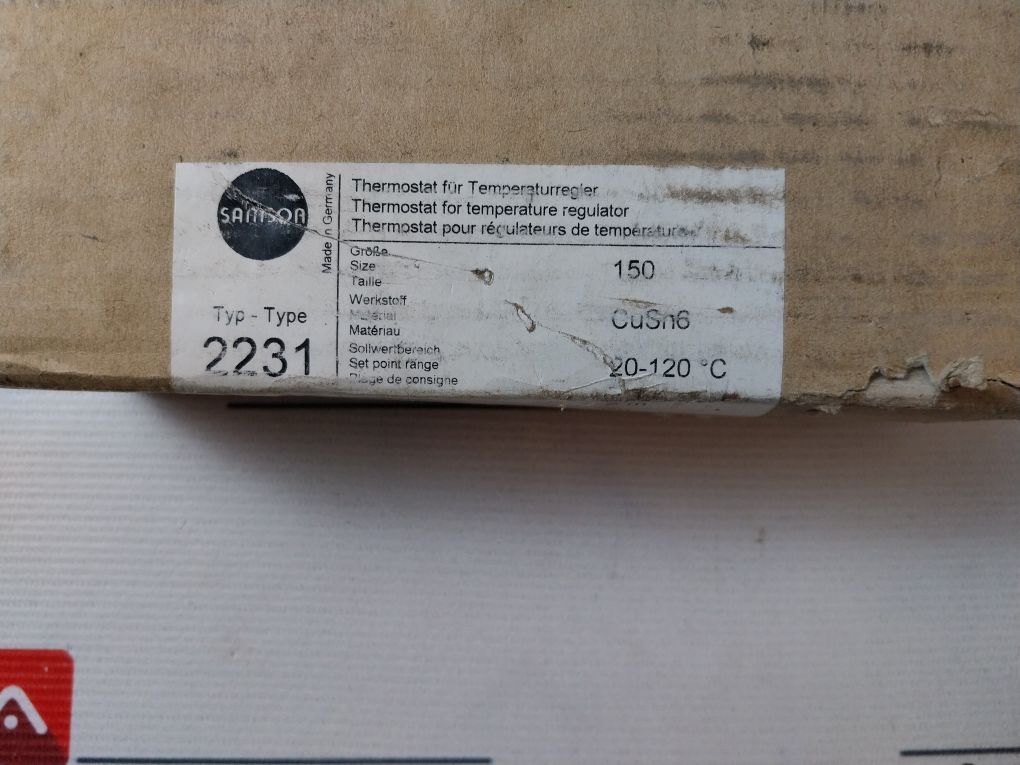 SAMSON
Made in Germany
Typ - Type
2231
Thermostat für Temperaturregler
Thermostat for temperature regulator
Thermostat pour régulateurs de température
Größe
Size
Taille
150
Werkstoff
Material
Matériau
CuSn6
Sollwertbereich
Set point range
Plage de consigne
20-120 °C